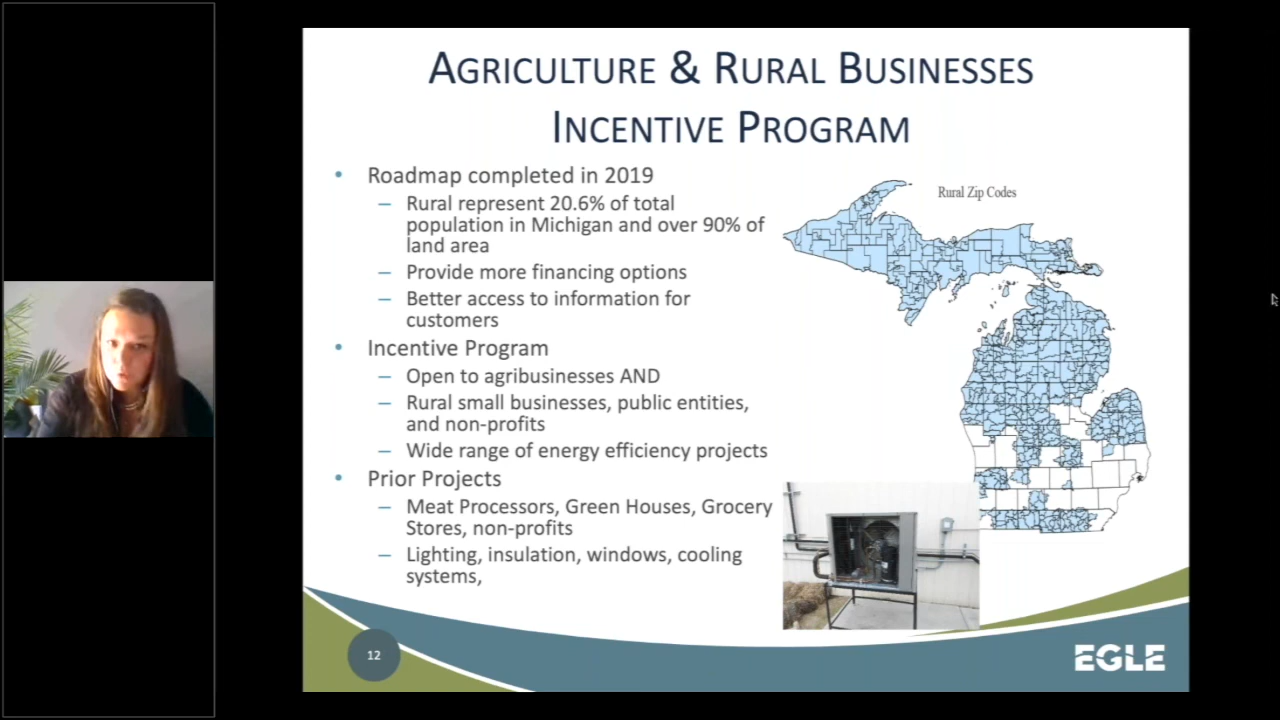 AGRICULTURE & RURAL BUSINESSES
INCENTIVE PROGRAM
• Roadmap completed in 2019
– Rural represent 20.6% of total
population in Michigan and over 90% of
land area
– Provide more financing options
– Better access to information for
customers
• Incentive Program
– Open to agribusinesses AND
– Rural small businesses, public entities,
and non-profits
– Wide range of energy efficiency projects
• Prior Projects
– Meat Processors, Green Houses, Grocery
Stores, non-profits
– Lighting, insulation, windows, cooling
systems,
Rural Zip Codes
12
EGLE